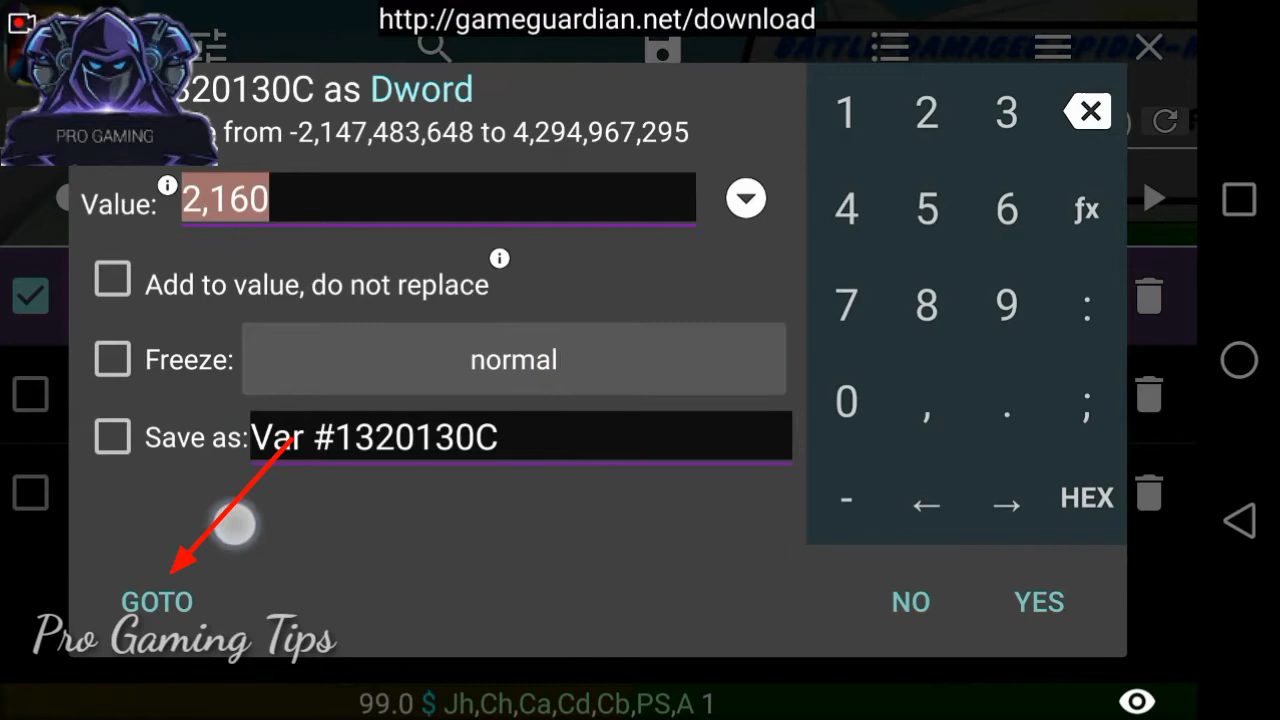 http://gameguardian.net/download
320130C as Dword
from -2,147,483,648 to 4,294,967,295
PRO GAMING
Value: 2,160
Add to value, do not replace
Freeze: normal
Save as: Var #1320130C
1 2 3
4 5 6 ƒx
7 8 9 :
0 , . ;
- ← → HEX
GOTO NO YES
Pro Gaming Tips
99.0 $ Jh,Ch,Ca,Cd,Cb,PS,A 1